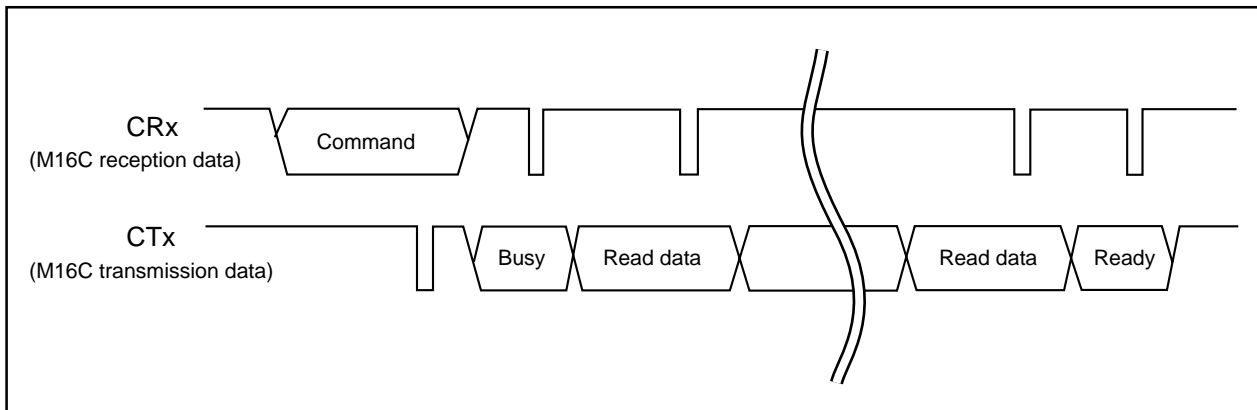 CRx
(M16C reception data)
Command
CTx
(M16C transmission data)
Busy
Read data
Read data
Ready